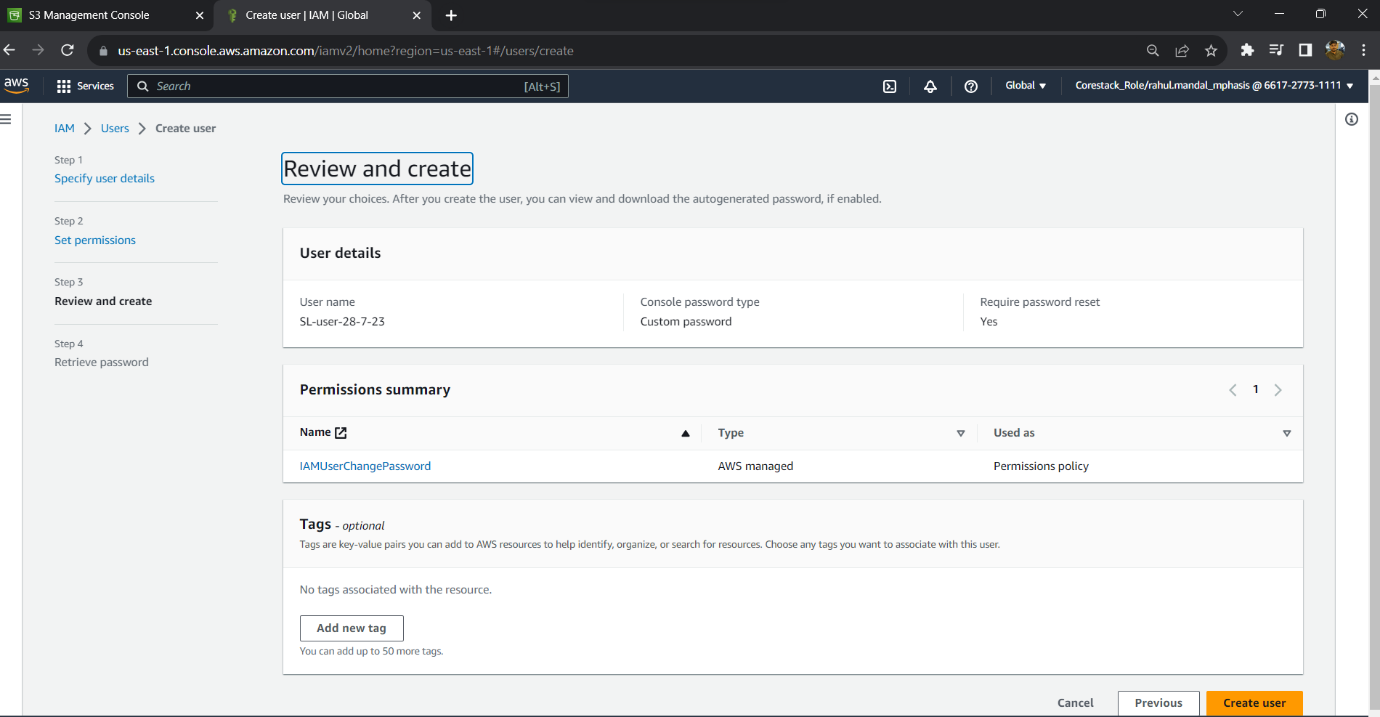 S3 Management Console
Create user | IAM | Global
us-east-1.console.aws.amazon.com/iamv2/home?region=us-east-1#/users/create
aws
Services
Search
[Alt+S]
Global
Corestack_Role/rahul.mandal_mphasis @ 6617-2773-1111
IAM
Users
Create user
Step 1
Specify user details
Step 2
Set permissions
Step 3
Review and create
Step 4
Retrieve password
Review and create
Review your choices. After you create the user, you can view and download the autogenerated password, if enabled.
User details
User name
SL-user-28-7-23
Console password type
Custom password
Require password reset
Yes
Permissions summary
1
Name
Type
Used as
IAMUserChangePassword
AWS managed
Permissions policy
Tags - optional
Tags are key-value pairs you can add to AWS resources to help identify, organize, or search for resources. Choose any tags you want to associate with this user.
No tags associated with the resource.
Add new tag
You can add up to 50 more tags.
Cancel
Previous
Create user